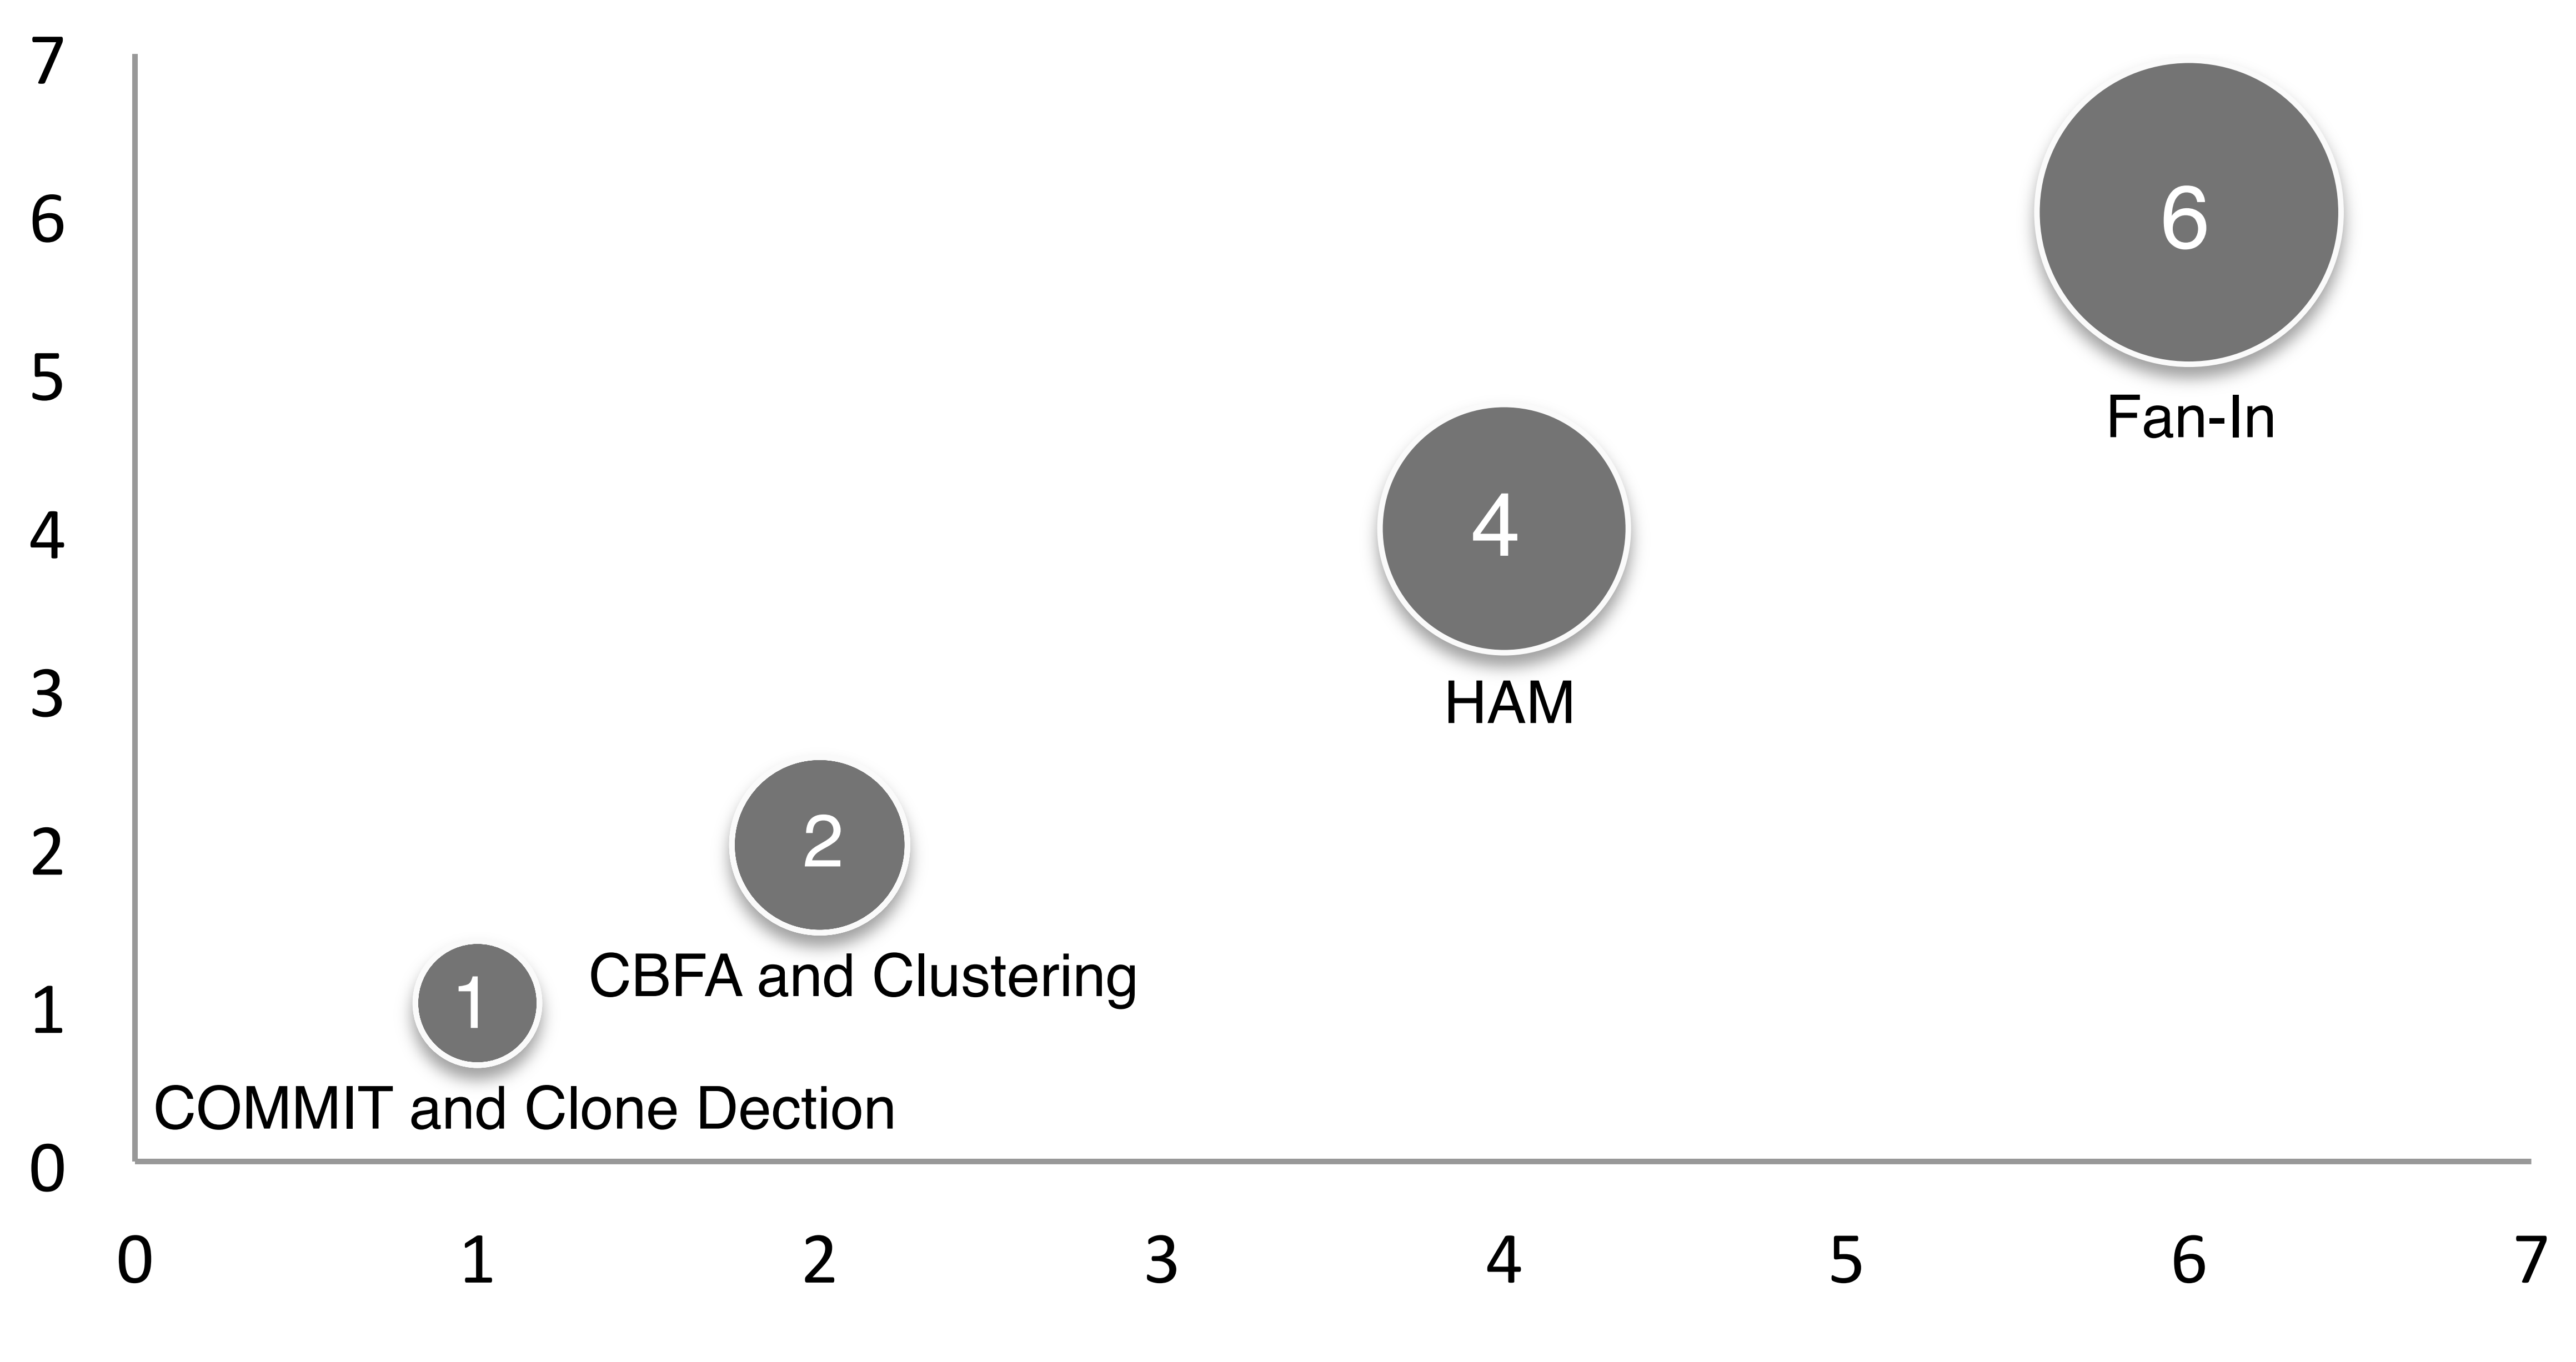 7
6
6
5
Fan-In
4
4
HAM
3
2
2
CBFA and Clustering
1
1
COMMIT and Clone Dection
0
0 1 2 3 4 5 6 7